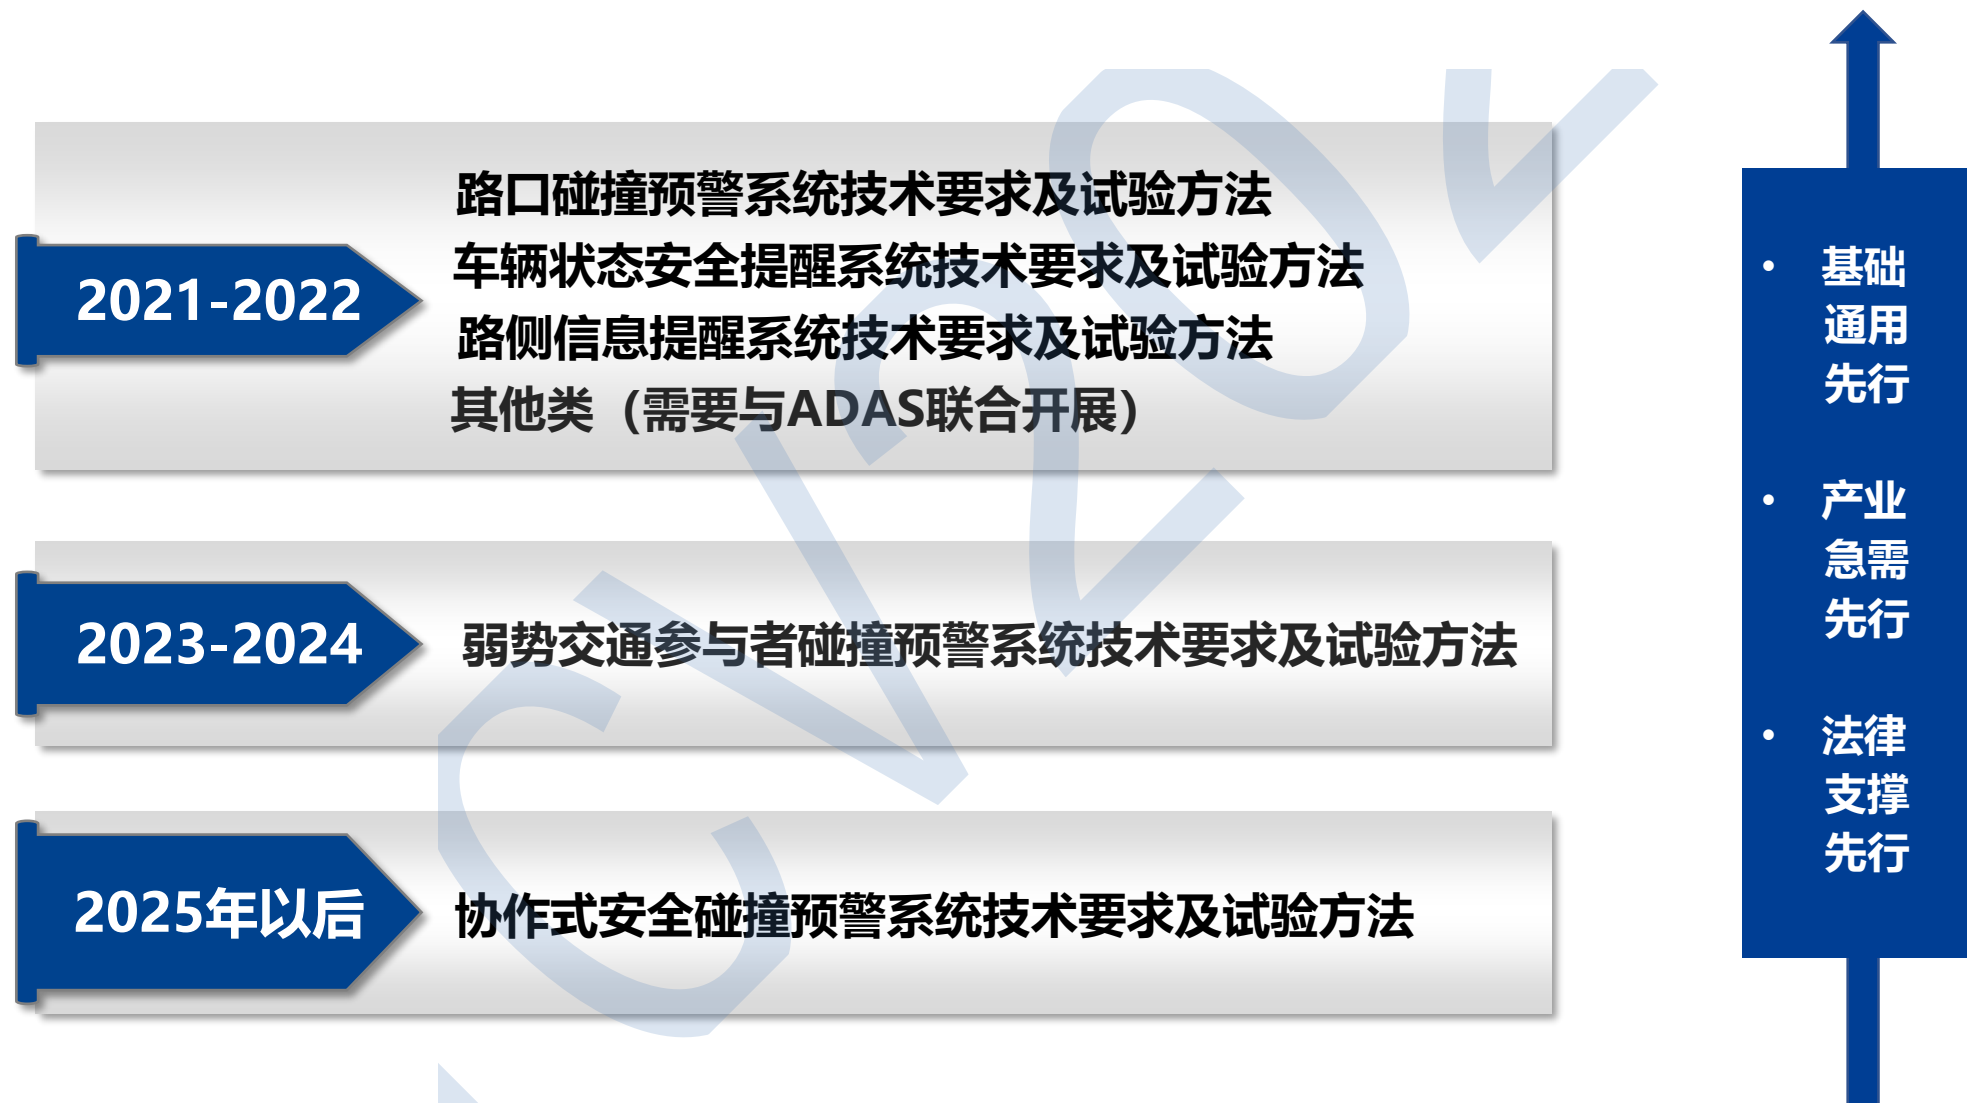 路口碰撞预警系统技术要求及试验方法
车辆状态安全提醒系统技术要求及试验方法
2021-2022
路侧信息提醒系统技术要求及试验方法
其他类（需要与ADAS联合开展）
2023-2024
弱势交通参与者碰撞预警系统技术要求及试验方法
2025年以后
协作式安全碰撞预警系统技术要求及试验方法
• 基础
通用
先行
• 产业
急需
先行
• 法律
支撑
先行